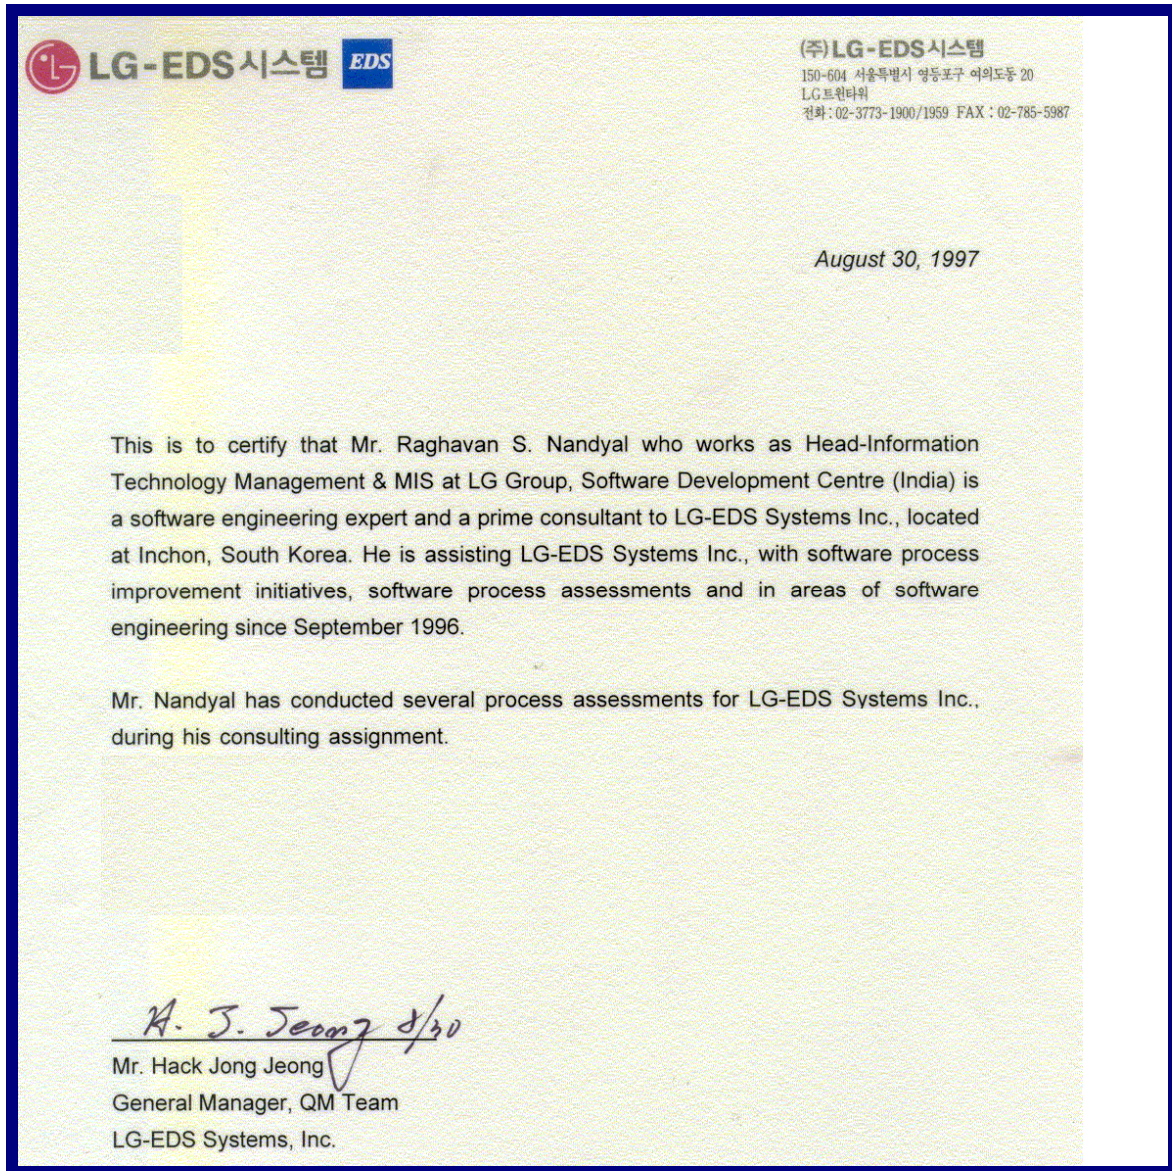 LG-EDS시스템 EDS
(주)LG-EDS시스템
150-604 서울특별시 영등포구 여의도동 20
LG트윈타워
전화 : 02-3773-1900/1959 FAX : 02-785-5987
August 30, 1997
This is to certify that Mr. Raghavan S. Nandyal who works as Head-Information
Technology Management & MIS at LG Group, Software Development Centre (India) is
a software engineering expert and a prime consultant to LG-EDS Systems Inc., located
at Inchon, South Korea. He is assisting LG-EDS Systems Inc., with software process
improvement initiatives, software process assessments and in areas of software
engineering since September 1996.
Mr. Nandyal has conducted several process assessments for LG-EDS Systems Inc.,
during his consulting assignment.
H. J. Jeong 8/30
Mr. Hack Jong Jeong
General Manager, QM Team
LG-EDS Systems, Inc.